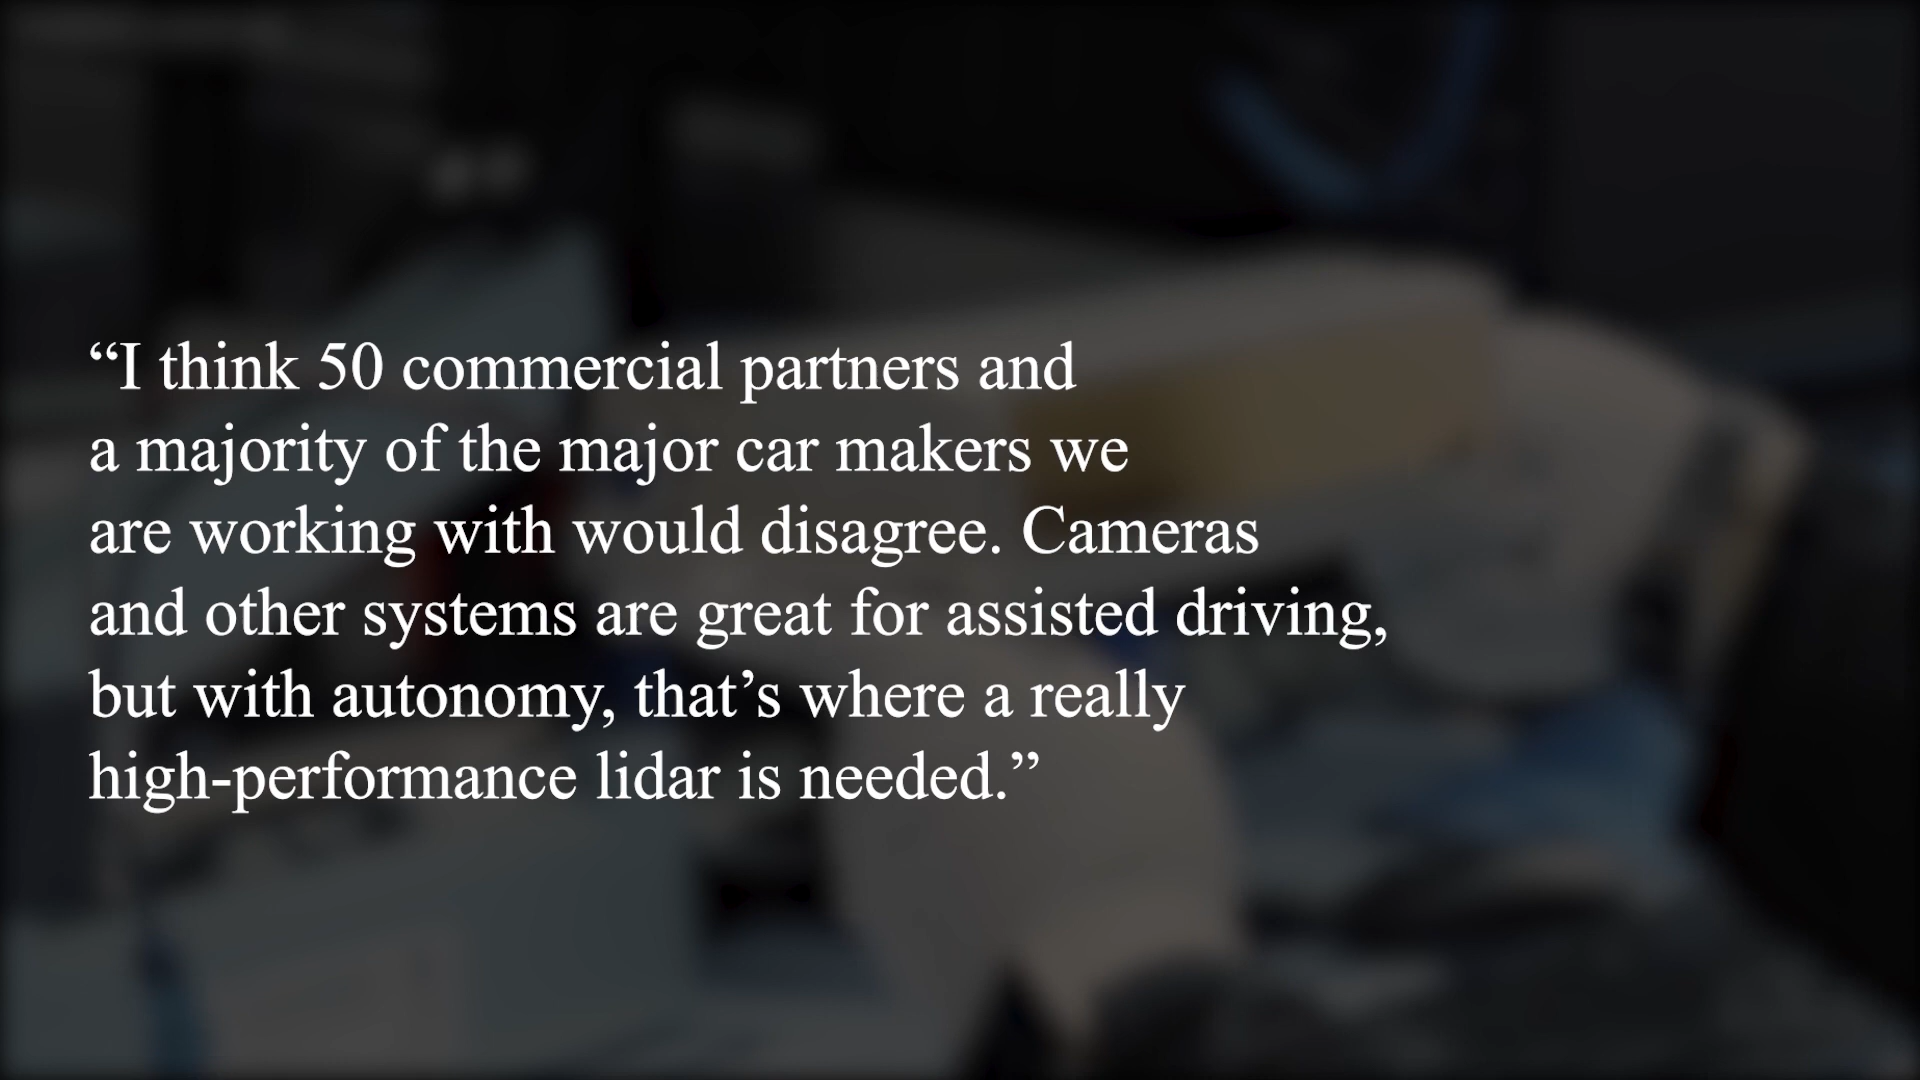 “I think 50 commercial partners and
a majority of the major car makers we
are working with would disagree. Cameras
and other systems are great for assisted driving,
but with autonomy, that’s where a really
high-performance lidar is needed.”